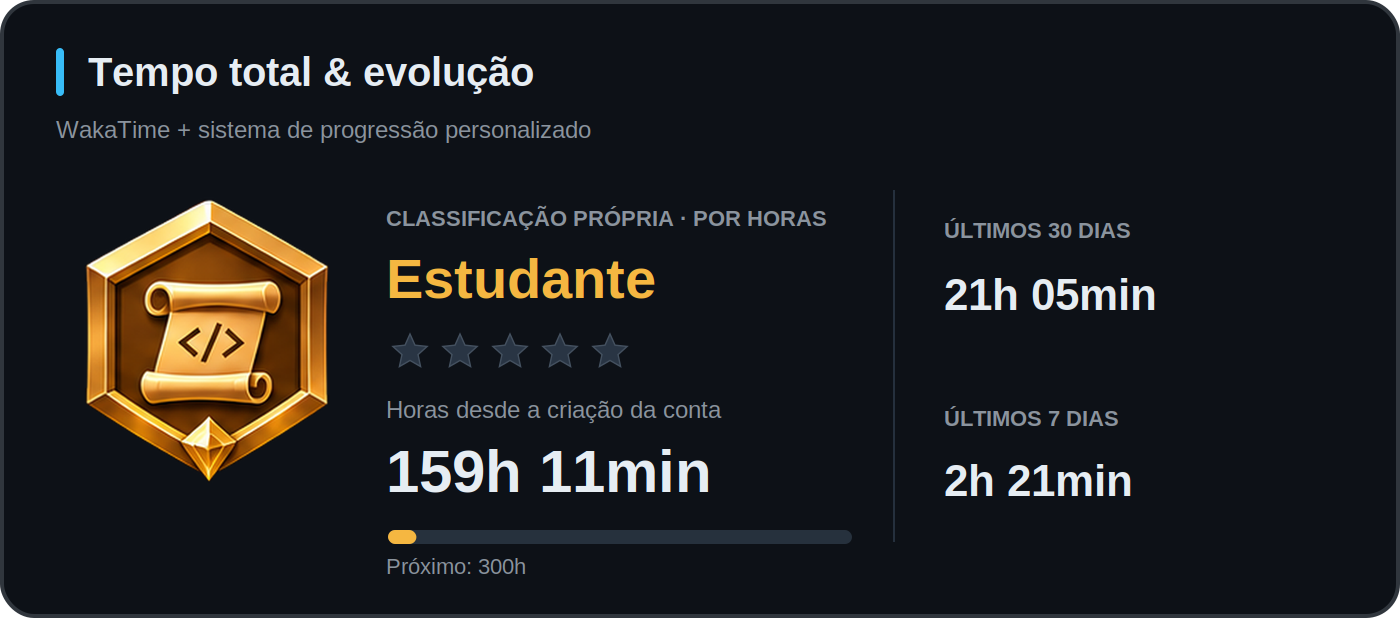 Tempo total & evolução
WakaTime + sistema de progressão personalizado
</>
CLASSIFICAÇÃO PRÓPRIA · POR HORAS
Estudante
Horas desde a criação da conta
159h 11min
Próximo: 300h
ÚLTIMOS 30 DIAS
21h 05min
ÚLTIMOS 7 DIAS
2h 21min